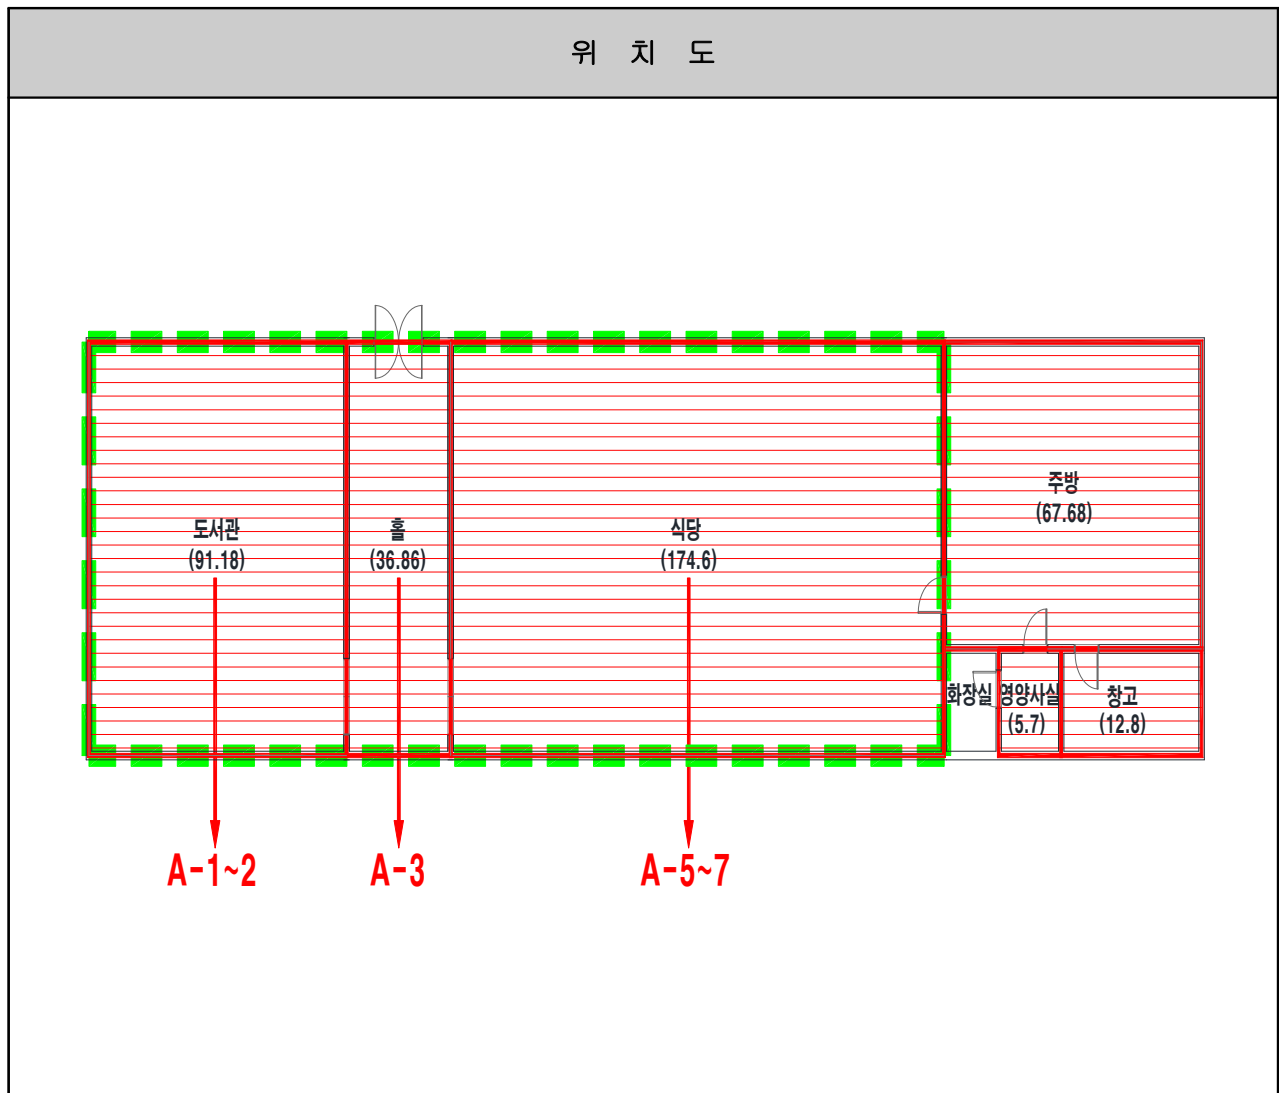 위 치 도
주방
(67.68)
도서관
(91.18)
홀
(36.86)
식당
(174.6)
화장실
영양사실
(5.7)
창고
(12.8)
A-1~2
A-3
A-5~7